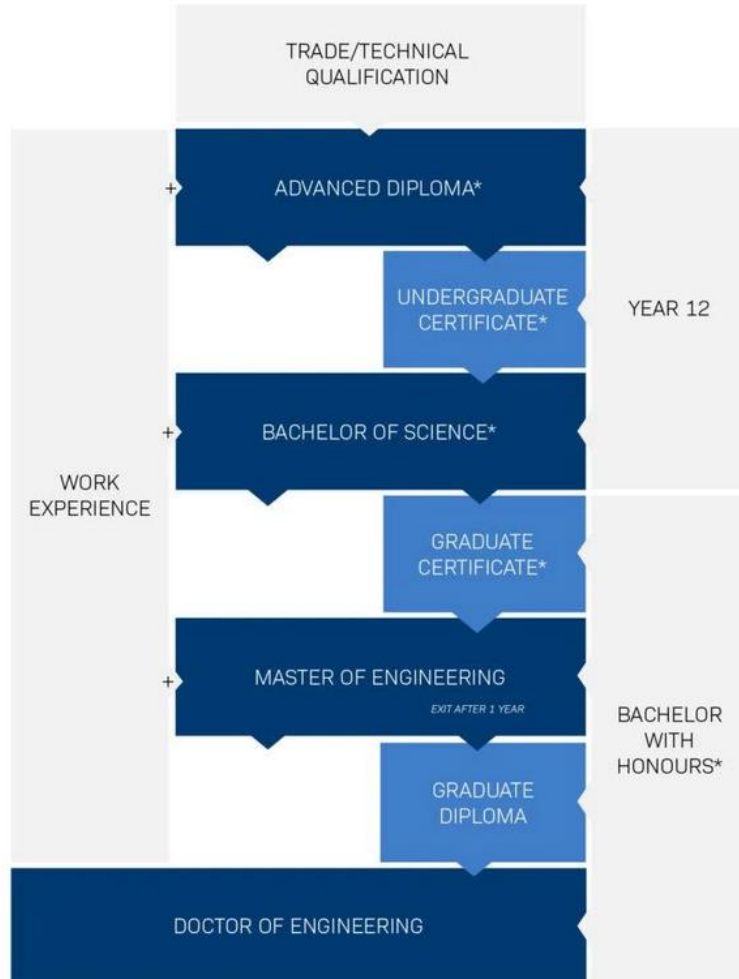 TRADE/TECHNICAL
QUALIFICATION
+
ADVANCED DIPLOMA*
UNDERGRADUATE
CERTIFICATE*
YEAR 12
+
BACHELOR OF SCIENCE*
WORK
EXPERIENCE
GRADUATE
CERTIFICATE*
+
MASTER OF ENGINEERING
EXIT AFTER 1 YEAR
BACHELOR
WITH
HONOURS*
GRADUATE
DIPLOMA
DOCTOR OF ENGINEERING